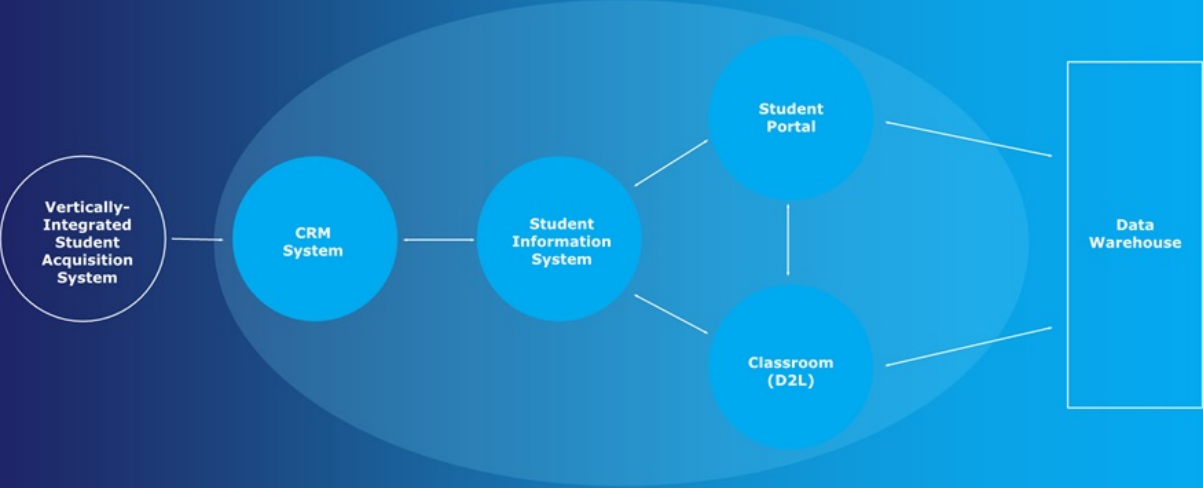 Vertically-
Integrated
Student
Acquisition
System
CRM
System
Student
Information
System
Student
Portal
Classroom
(D2L)
Data
Warehouse